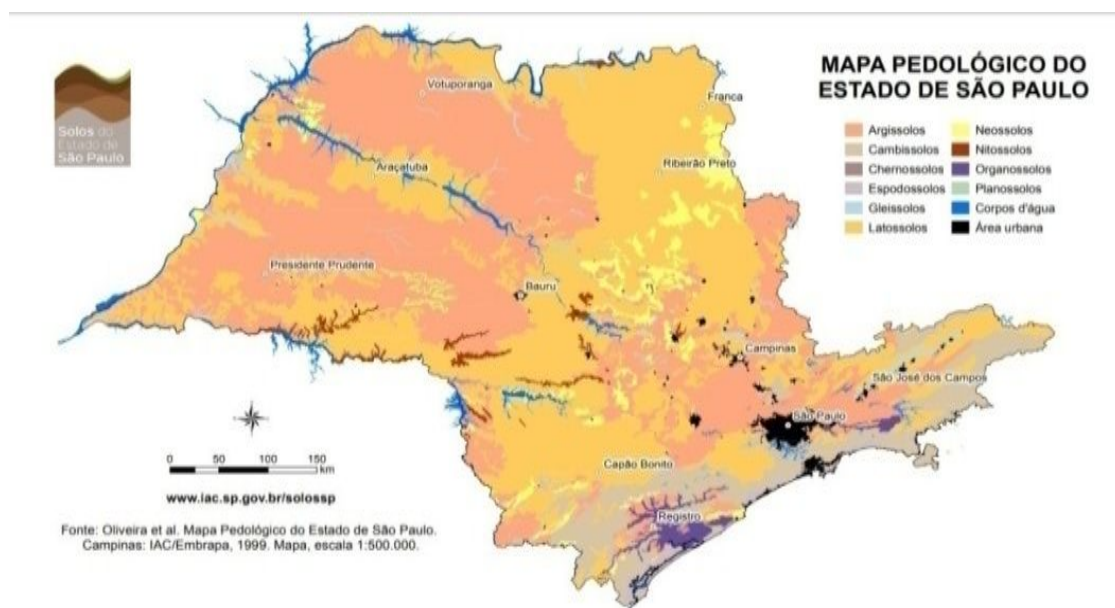 Solos do
Estado de
São Paulo
MAPA PEDOLÓGICO DO
ESTADO DE SÃO PAULO
Argissolos
Cambissolos
Chernossolos
Espodossolos
Gleissolos
Latossolos
Neossolos
Nitossolos
Organossolos
Planossolos
Corpos d'água
Área urbana
Votuporanga
Franca
Ribeirão Preto
Araçatuba
Presidente Prudente
Bauru
Campinas
São José dos Campos
São Paulo
Capão Bonito
Registro
0 50 100 150
km
www.iac.sp.gov.br/solossp
Fonte: Oliveira et al. Mapa Pedológico do Estado de São Paulo.
Campinas: IAC/Embrapa, 1999. Mapa, escala 1:500.000.